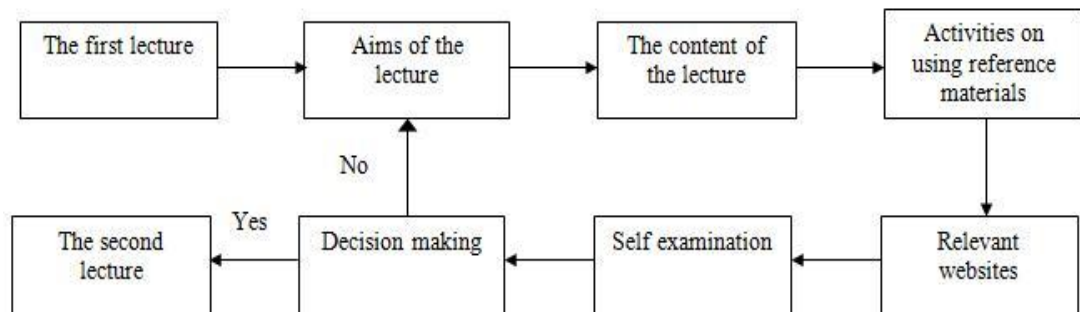 The first lecture
Aims of the
lecture
The content of
the lecture
Activities on
using reference
materials
No
Yes
The second
lecture
Decision making
Self examination
Relevant
websites